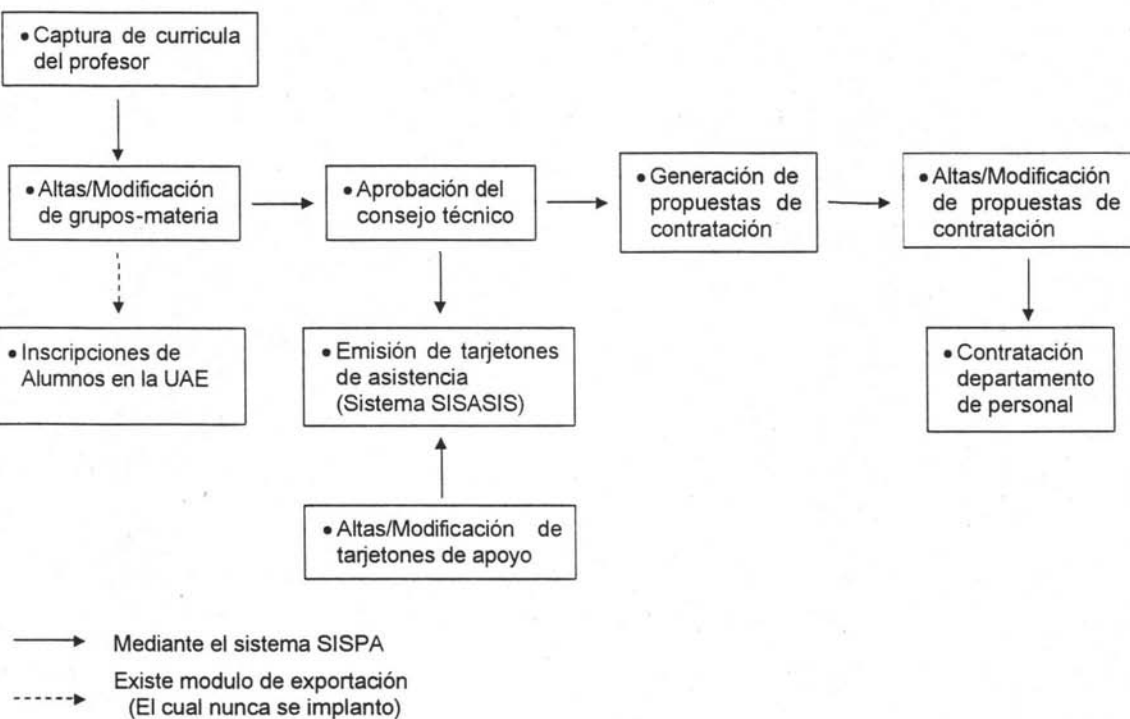 • Captura de curricula
del profesor
• Altas/Modificación
de grupos-materia
• Aprobación del
consejo técnico
• Generación de
propuestas de
contratación
• Altas/Modificación
de propuestas de
contratación
• Inscripciones de
Alumnos en la UAE
• Emisión de tarjetones
de asistencia
(Sistema SISASIS)
• Contratación
departamento
de personal
• Altas/Modificación de
tarjetones de apoyo
Mediante el sistema SISPA
Existe modulo de exportación
(El cual nunca se implanto)